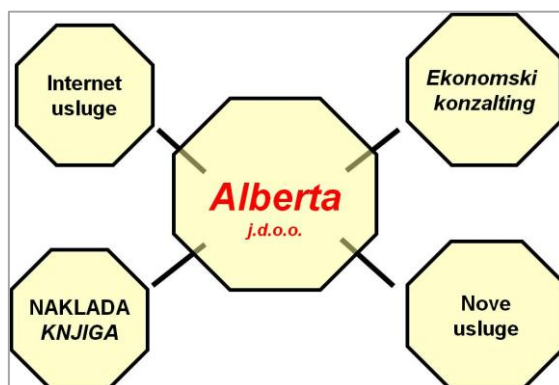 Internet
usluge
Ekonomski
konzalting
Alberta
j.d.o.o.
NAKLADA
KNJIGA
Nove
usluge